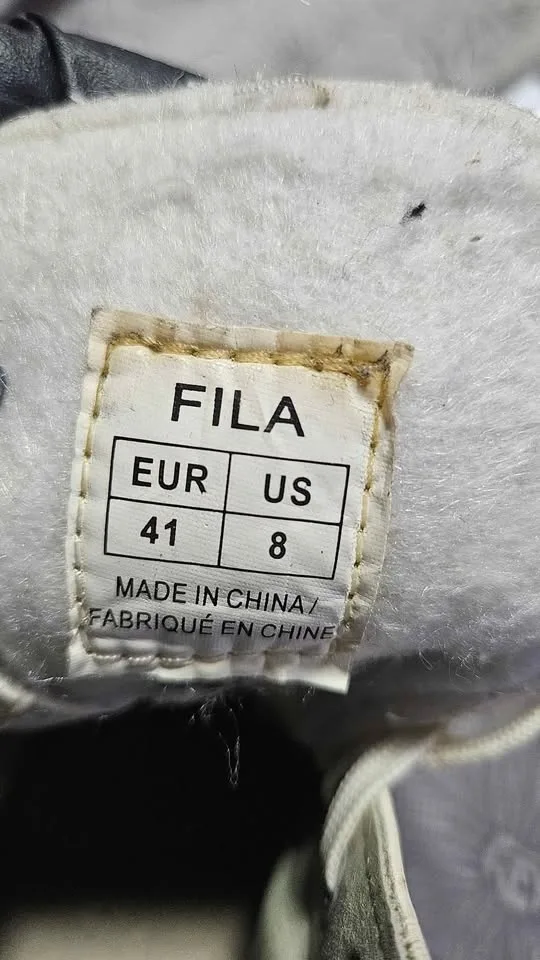 FILA
EUR US
41 8
MADE IN CHINA/
FABRIQUÉ EN CHINE